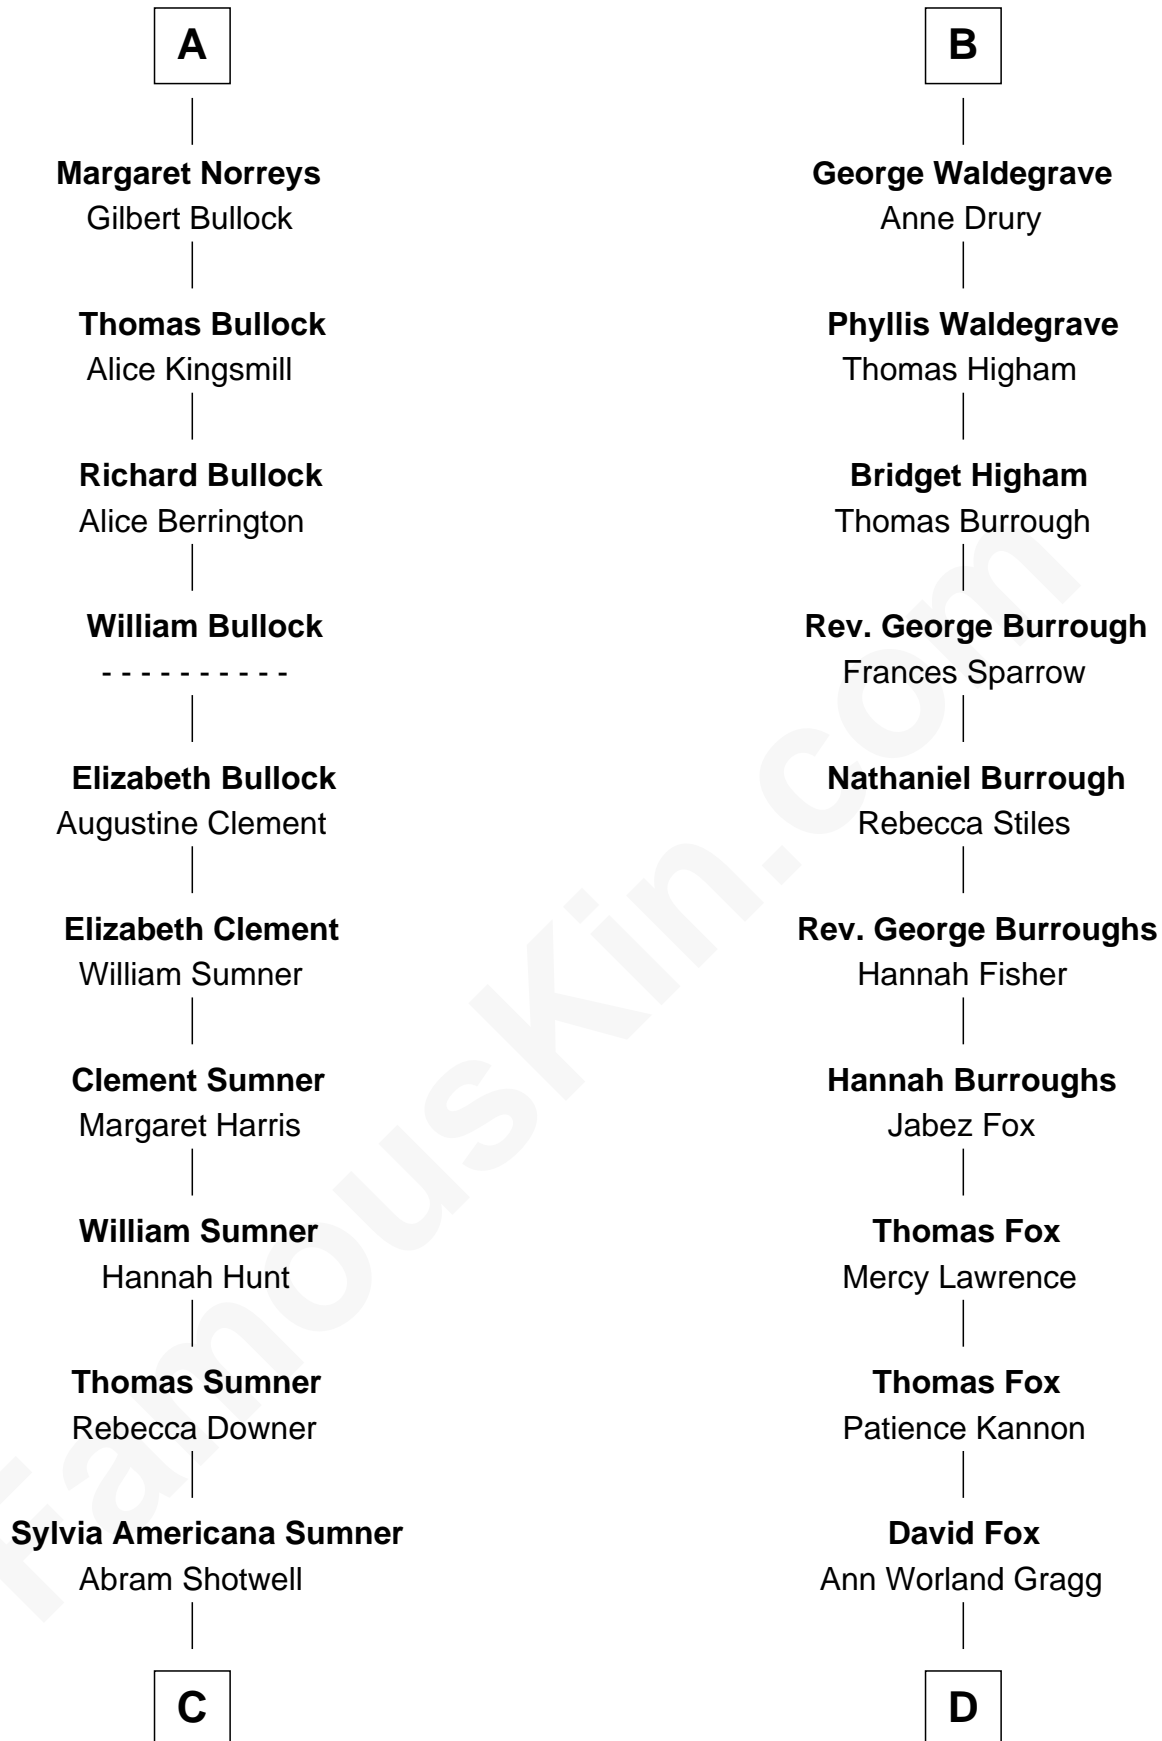 A
Margaret Norreys
Gilbert Bullock
Thomas Bullock
Alice Kingsmill
Richard Bullock
Alice Berrington
William Bullock
- - - - - - - - - -
Elizabeth Bullock
Augustine Clement
Elizabeth Clement
William Sumner
Clement Sumner
Margaret Harris
William Sumner
Hannah Hunt
Thomas Sumner
Rebecca Downer
Sylvia Americana Sumner
Abram Shotwell
C
B
George Waldegrave
Anne Drury
Phyllis Waldegrave
Thomas Higham
Bridget Higham
Thomas Burrough
Rev. George Burrough
Frances Sparrow
Nathaniel Burrough
Rebecca Stiles
Rev. George Burroughs
Hannah Fisher
Hannah Burroughs
Jabez Fox
Thomas Fox
Mercy Lawrence
Thomas Fox
Patience Kannon
David Fox
Ann Worland Gragg
D
FamousKin.com